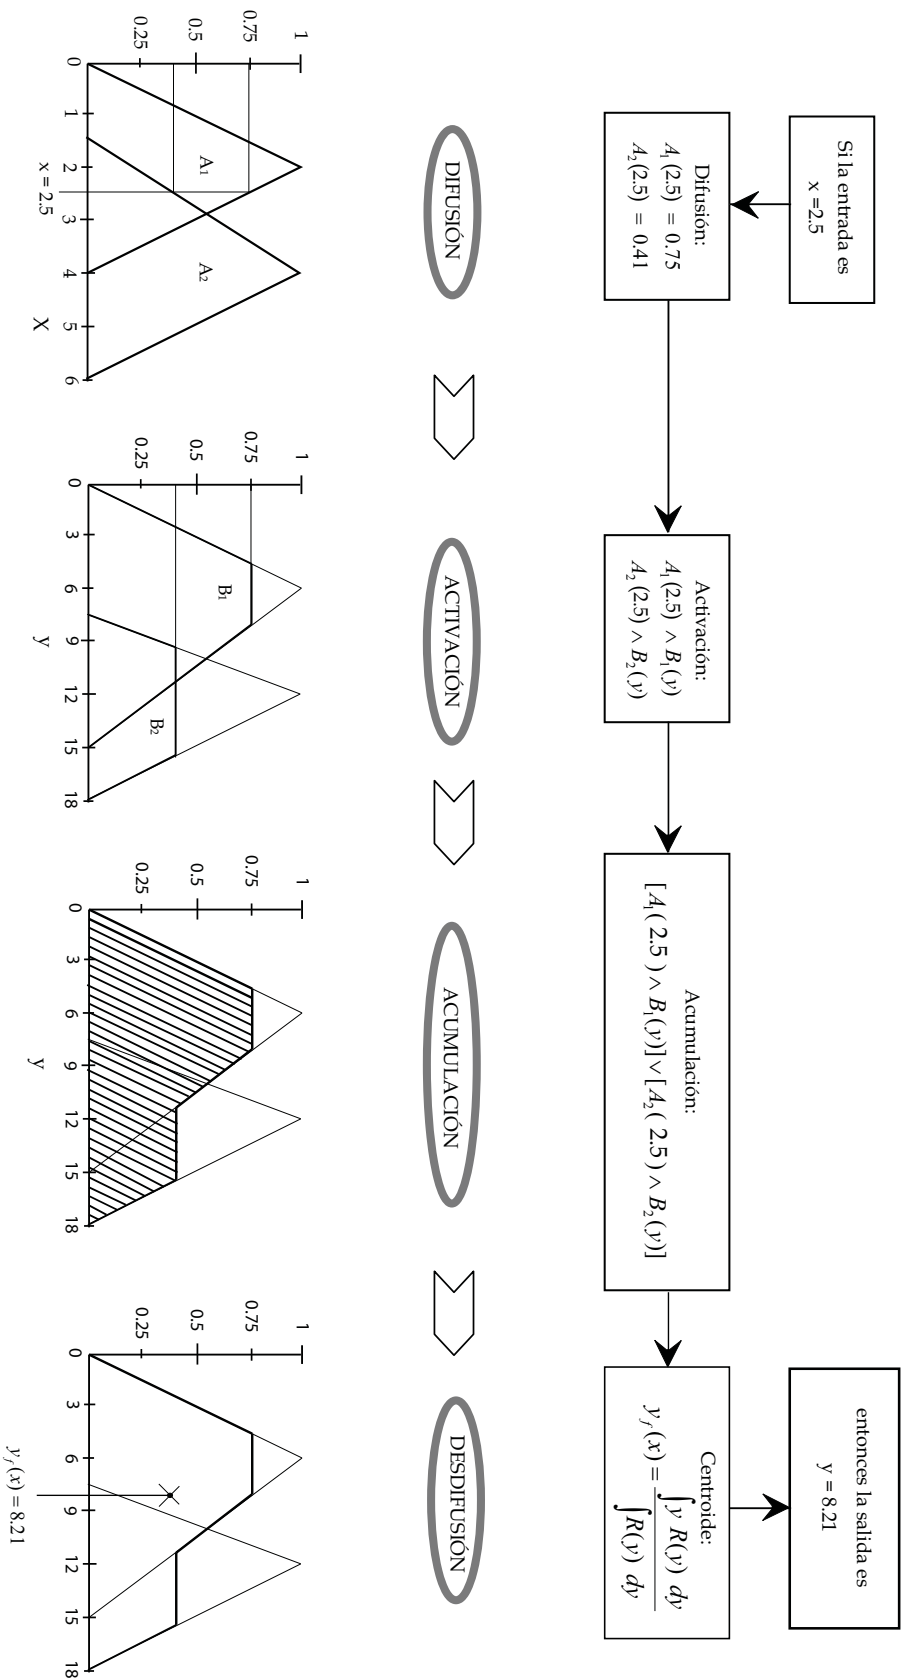 Si la entrada es
x =2.5
Difusión:
A₁ (2.5) = 0.75
A₂ (2.5) = 0.41
Activación:
A₁ (2.5) ∧ B₁(y)
A₂ (2.5) ∧ B₂(y)
Acumulación:
[A₁( 2.5 ) ∧ B₁(y)] ∨ [A₂( 2.5 ) ∧ B₂(y)]
Centroide:
y_f (x) = ∫ y R(y) dy / ∫ R(y) dy
entonces la salida es
y = 8.21
DIFUSIÓN
ACTIVACIÓN
ACUMULACIÓN
DESDIFUSIÓN
1
0.75
0.5
0.25
A₁
A₂
0 1 2 3 4 5 6
x = 2.5
X
1
0.75
0.5
0.25
B₁
B₂
0 3 6 9 12 15 18
y
1
0.75
0.5
0.25
0 3 6 9 12 15 18
y
1
0.75
0.5
0.25
0 3 6 9 12 15 18
y_f (x) = 8.21